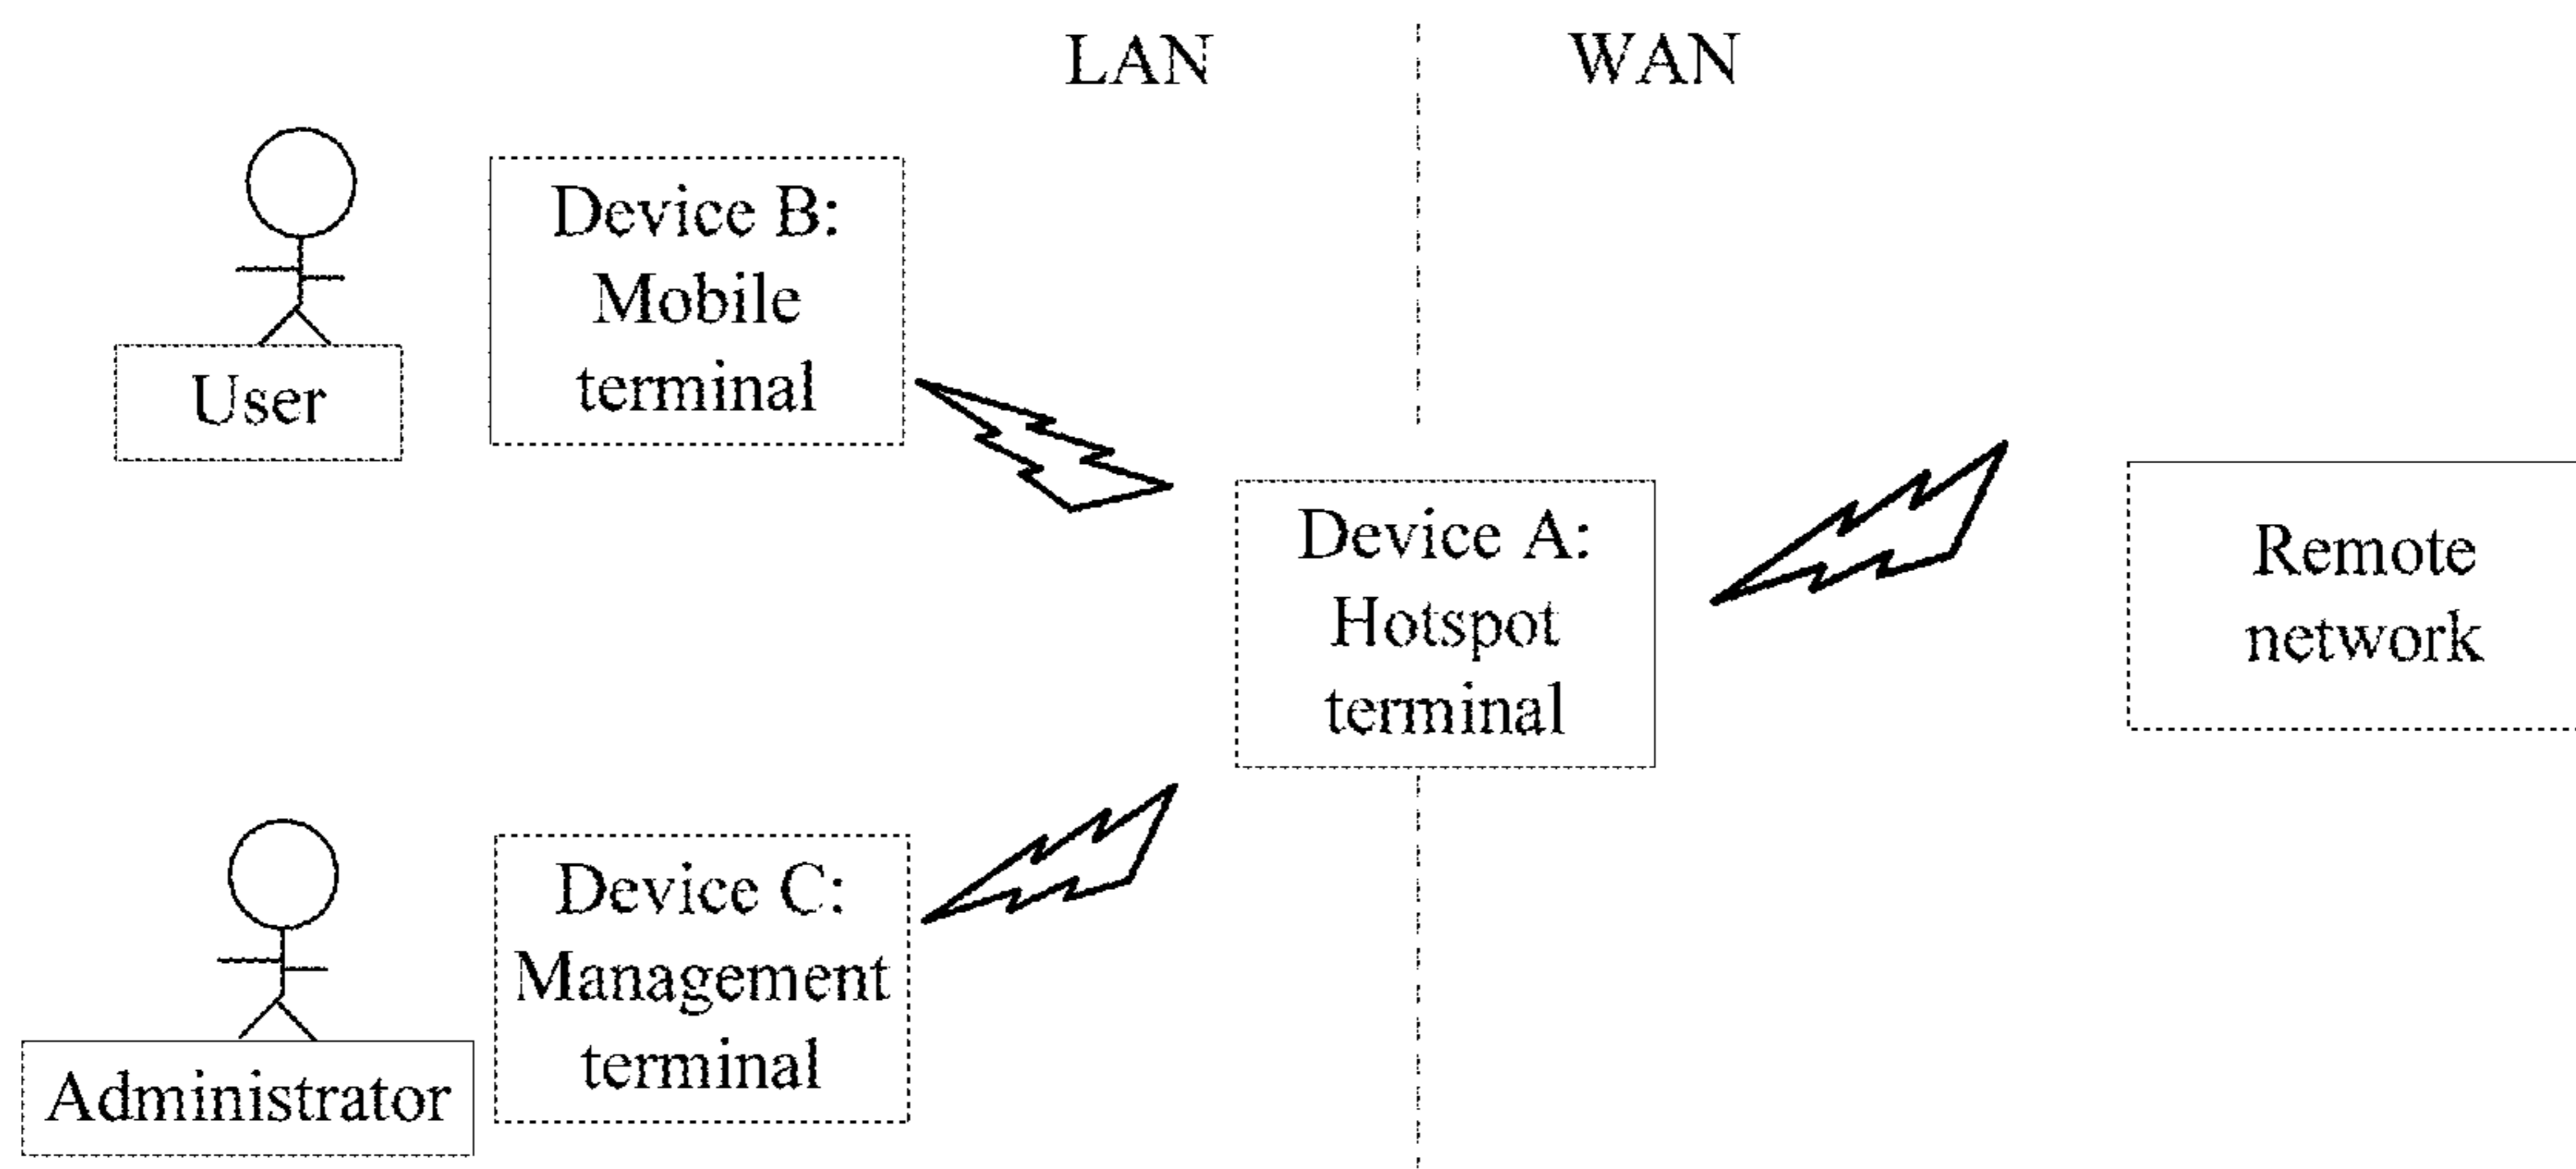 LAN
WAN
Device B:
Mobile
terminal
User
Device A:
Hotspot
terminal
Remote
network
Device C:
Management
terminal
Administrator